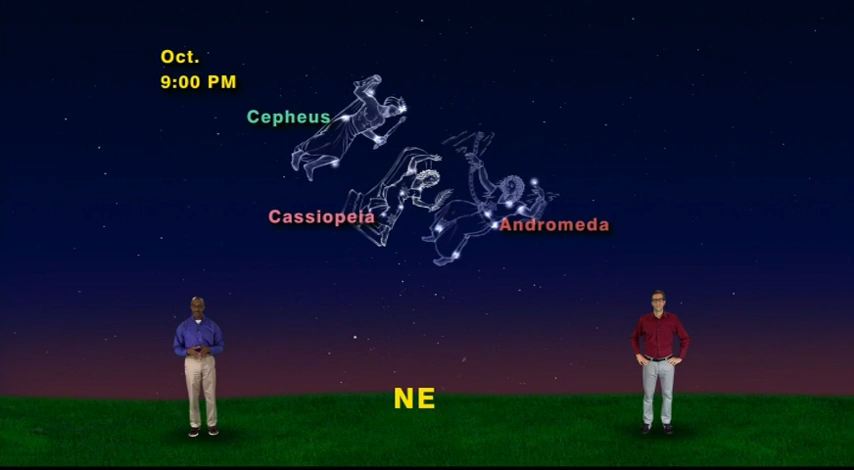 Oct.
9:00 PM
Cepheus
Cassiopeia
Andromeda
NE